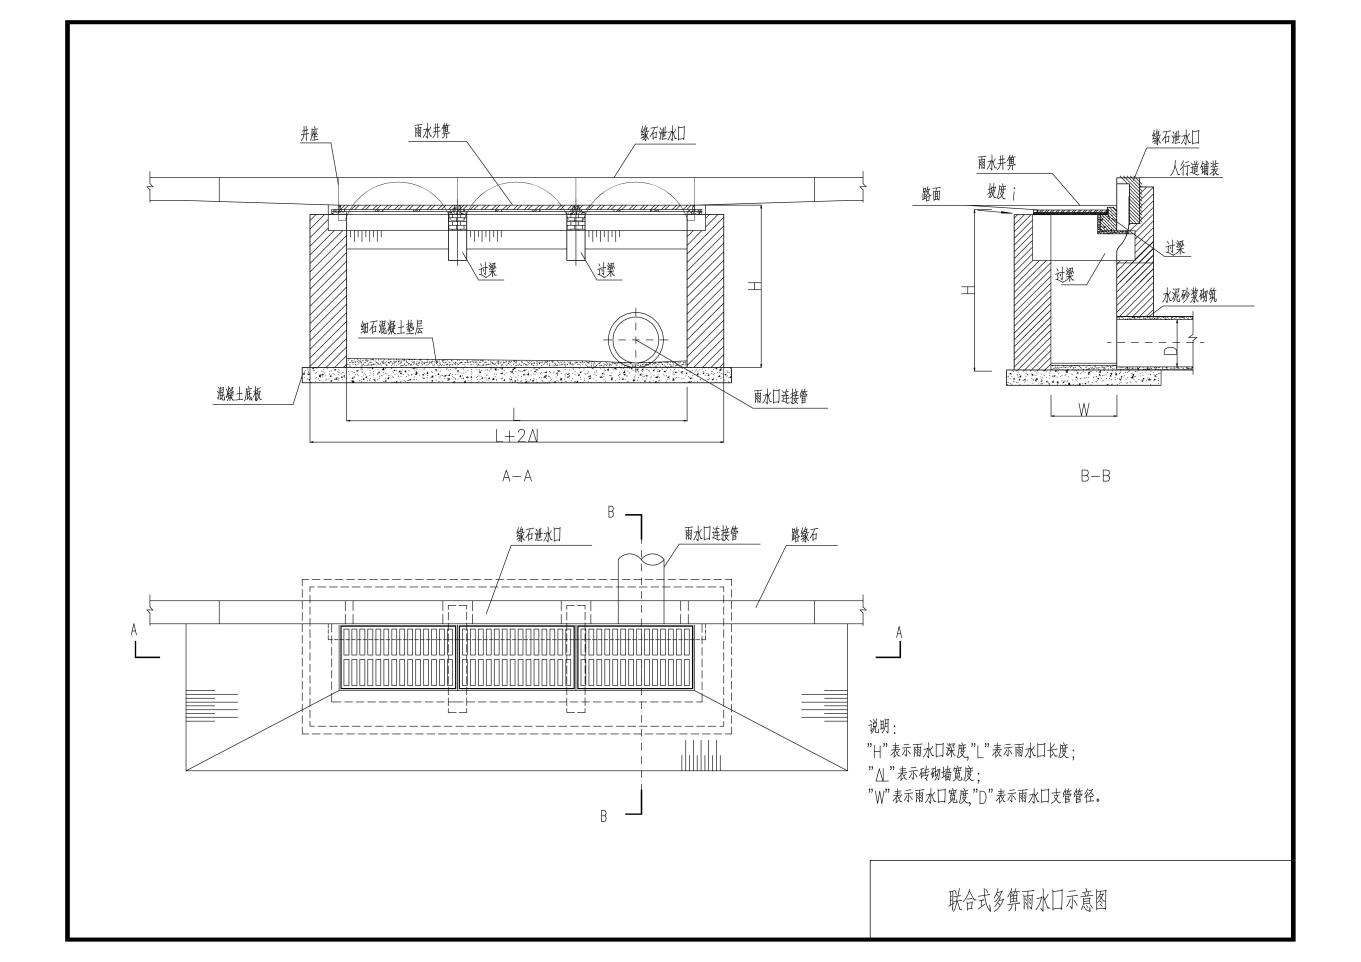 井座
雨水井箅
缘石泄水口
过梁
过梁
H
细石混凝土垫层
混凝土底板
雨水口连接管
L
L+2Δl
A-A
缘石泄水口
人行道铺装
雨水井箅
路面
坡度 i
过梁
过梁
水泥砂浆砌筑
H
D
W
B-B
B
缘石泄水口
雨水口连接管
路缘石
A
A
B
说明:
"H"表示雨水口深度,"L"表示雨水口长度;
"ΔL"表示砖砌墙宽度;
"W"表示雨水口宽度,"D"表示雨水口支管管径。
联合式多箅雨水口示意图